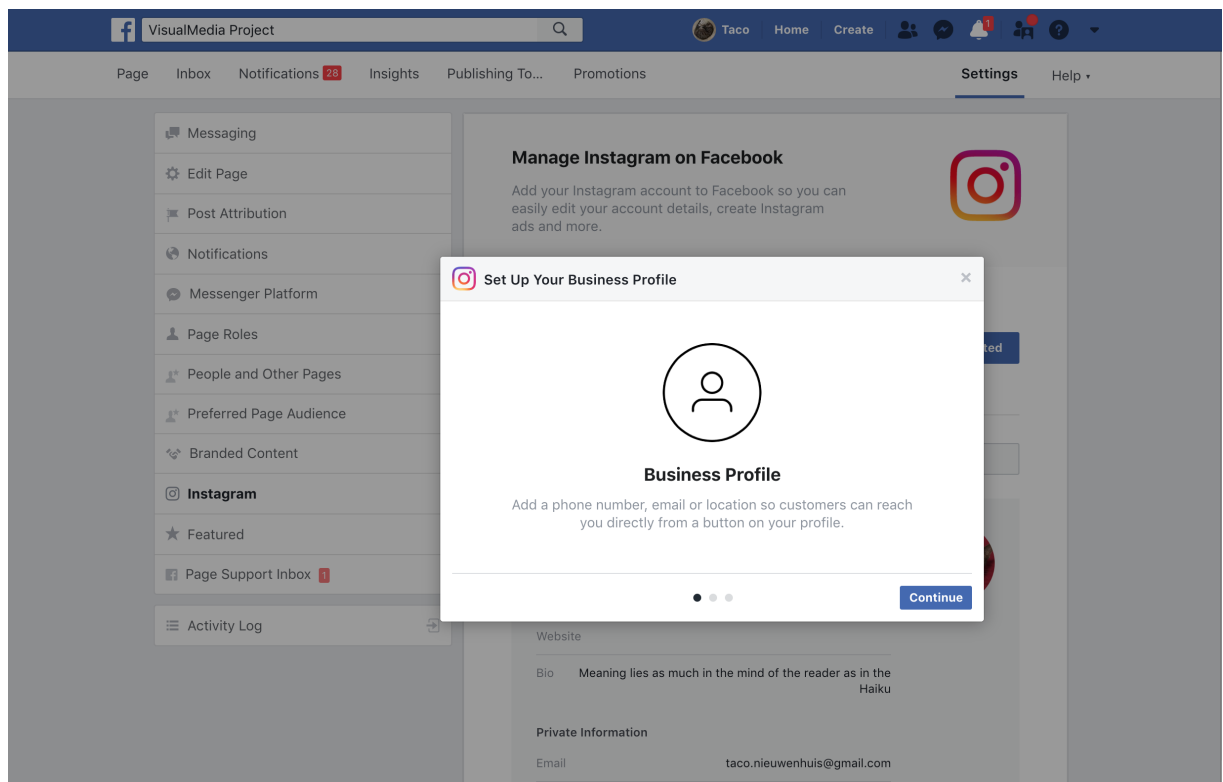 VisualMedia Project
Taco Home Create 1
Page Inbox Notifications 28 Insights Publishing To... Promotions Settings Help
Messaging
Edit Page
Post Attribution
Notifications
Messenger Platform
Page Roles
People and Other Pages
Preferred Page Audience
Branded Content
Instagram
Featured
Page Support Inbox 1
Activity Log
Manage Instagram on Facebook
Add your Instagram account to Facebook so you can
easily edit your account details, create Instagram
ads and more.
Set Up Your Business Profile
ted
Business Profile
Add a phone number, email or location so customers can reach
you directly from a button on your profile.
Continue
Website
Bio Meaning lies as much in the mind of the reader as in the
Haiku
Private Information
Email taco.nieuwenhuis@gmail.com